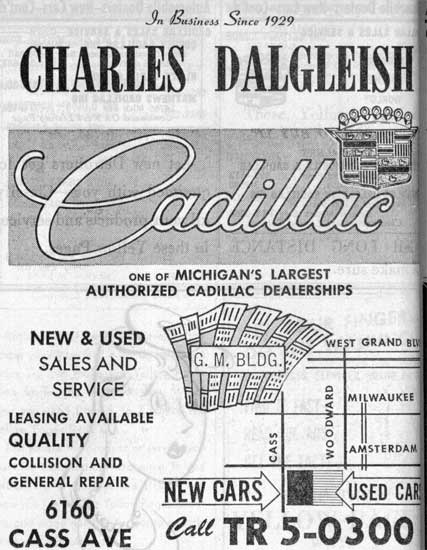 In Business Since 1929
CHARLES DALGLEISH
Cadillac
ONE OF MICHIGAN'S LARGEST
AUTHORIZED CADILLAC DEALERSHIPS
NEW & USED
SALES AND
SERVICE
LEASING AVAILABLE
QUALITY
COLLISION AND
GENERAL REPAIR
6160
CASS AVE
G. M. BLDG.
WEST GRAND BLV
CASS
WOODWARD
MILWAUKEE
AMSTERDAM
NEW CARS
USED CARS
Call TR 5-0300